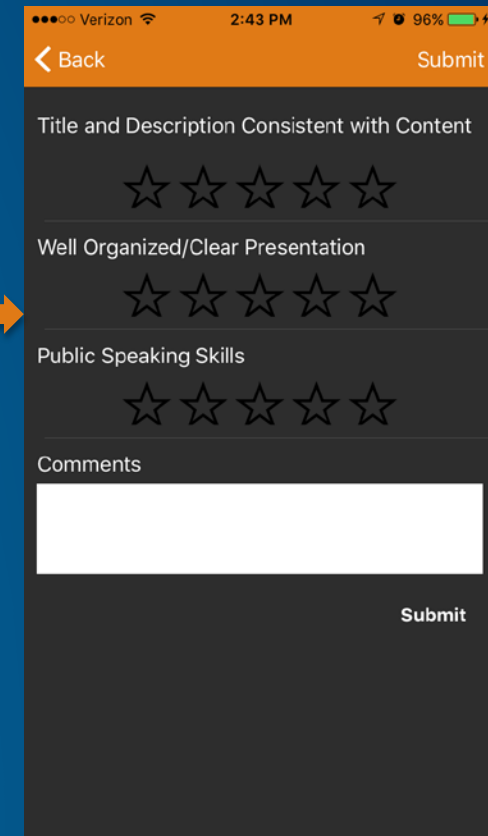 Verizon 2:43 PM 96%
Back Submit
Title and Description Consistent with Content
Well Organized/Clear Presentation
Public Speaking Skills
Comments
Submit